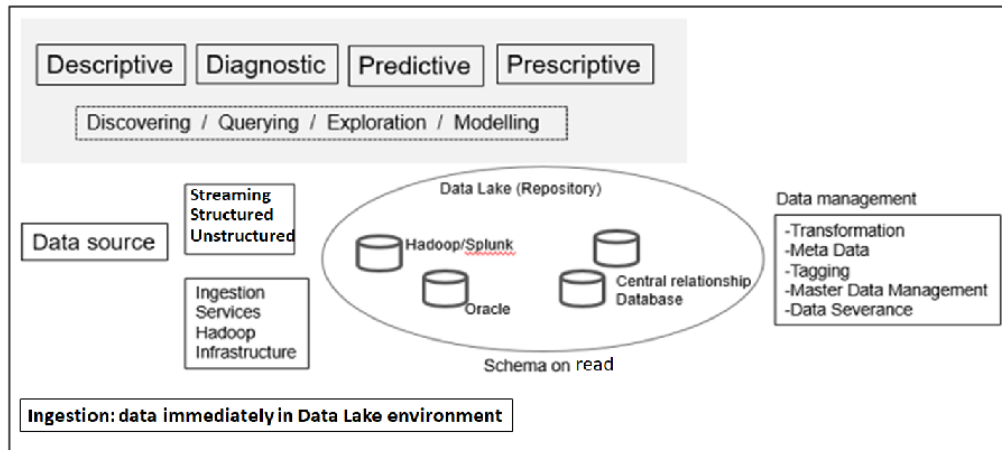 Descriptive Diagnostic Predictive Prescriptive
Discovering / Querying / Exploration / Modelling
Data source
Streaming
Structured
Unstructured
Ingestion
Services
Hadoop
Infrastructure
Data Lake (Repository)
Hadoop/Splunk
Oracle
Central relationship
Database
Schema on read
Data management
-Transformation
-Meta Data
-Tagging
-Master Data Management
-Data Severance
Ingestion: data immediately in Data Lake environment